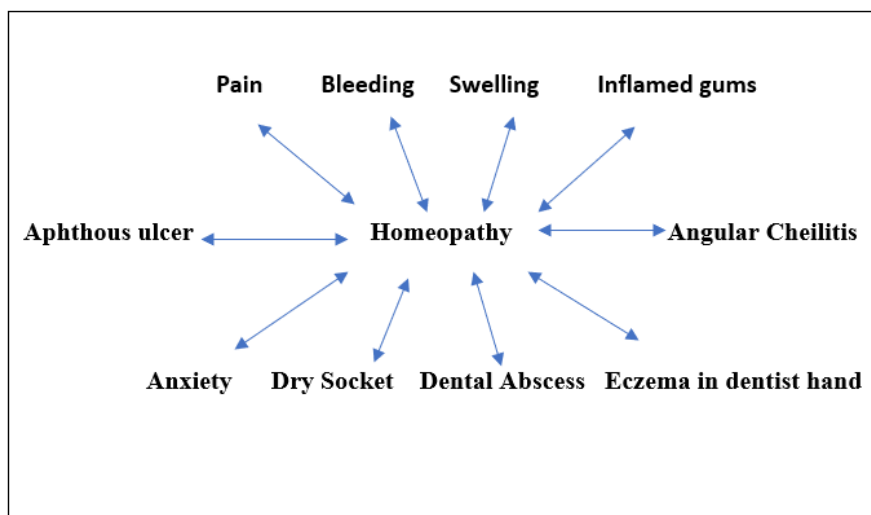 Pain Bleeding Swelling Inflamed gums
Aphthous ulcer Homeopathy Angular Cheilitis
Anxiety Dry Socket Dental Abscess Eczema in dentist hand